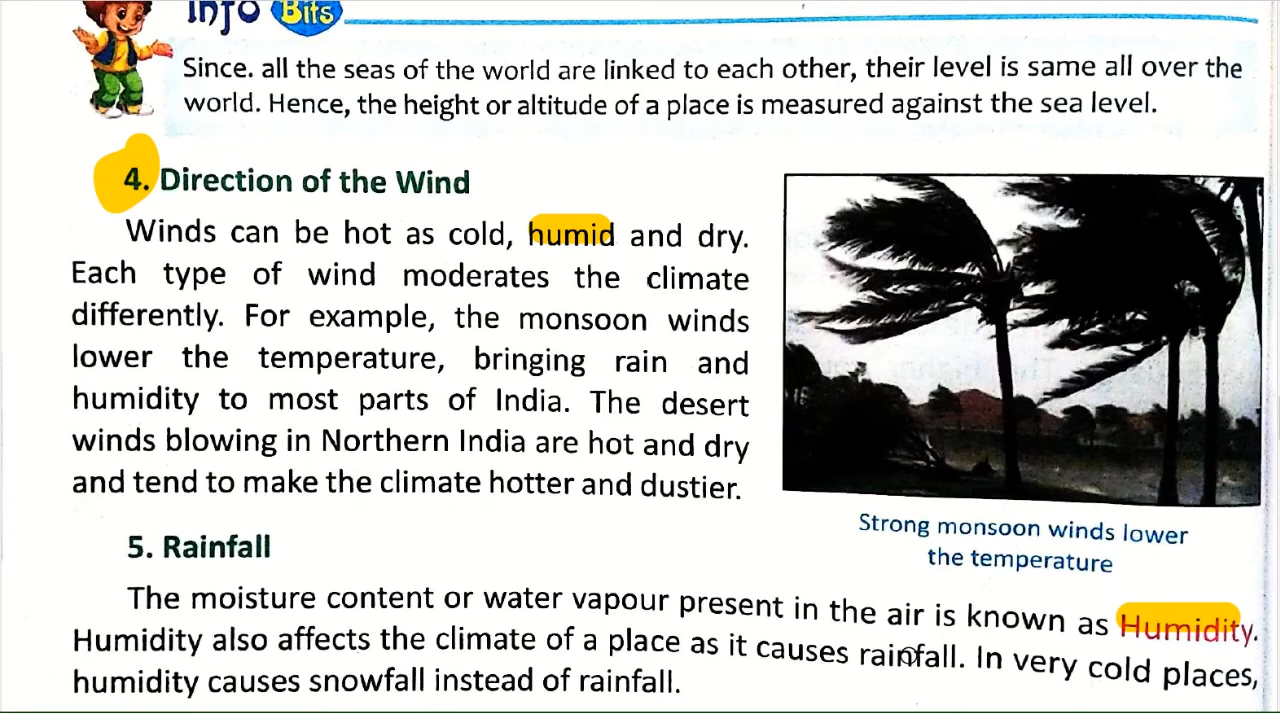 Info Bits
Since. all the seas of the world are linked to each other, their level is same all over the
world. Hence, the height or altitude of a place is measured against the sea level.
4. Direction of the Wind
Winds can be hot as cold, humid and dry.
Each type of wind moderates the climate
differently. For example, the monsoon winds
lower the temperature, bringing rain and
humidity to most parts of India. The desert
winds blowing in Northern India are hot and dry
and tend to make the climate hotter and dustier.
Strong monsoon winds lower
the temperature
5. Rainfall
The moisture content or water vapour present in the air is known as Humidity.
Humidity also affects the climate of a place as it causes rainfall. In very cold places,
humidity causes snowfall instead of rainfall.